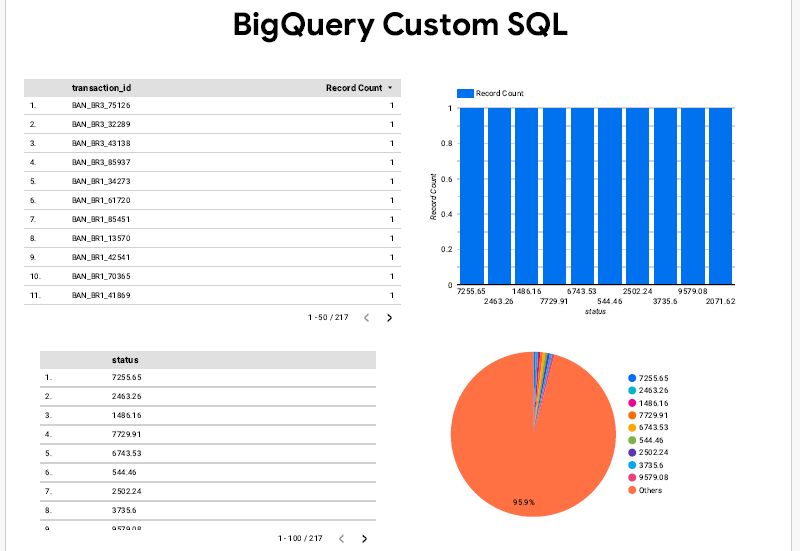 BigQuery Custom SQL
transaction_id Record Count
1. BAN_BR3_75126 1
2. BAN_BR3_32289 1
3. BAN_BR3_43138 1
4. BAN_BR3_85937 1
5. BAN_BR1_34273 1
6. BAN_BR1_61720 1
7. BAN_BR1_85451 1
8. BAN_BR1_13570 1
9. BAN_BR1_42541 1
10. BAN_BR1_70365 1
11. BAN_BR1_41869 1
1 - 50 / 217
Record Count
Record Count
1
0.8
0.6
0.4
0.2
0
7255.65 1486.16 6743.53 2502.24 9579.08
2463.26 7729.91 544.46 3735.6 2071.62
status
status
1. 7255.65
2. 2463.26
3. 1486.16
4. 7729.91
5. 6743.53
6. 544.46
7. 2502.24
8. 3735.6
9. 9579.08
1 - 100 / 217
95.9%
7255.65
2463.26
1486.16
7729.91
6743.53
544.46
2502.24
3735.6
9579.08
Others